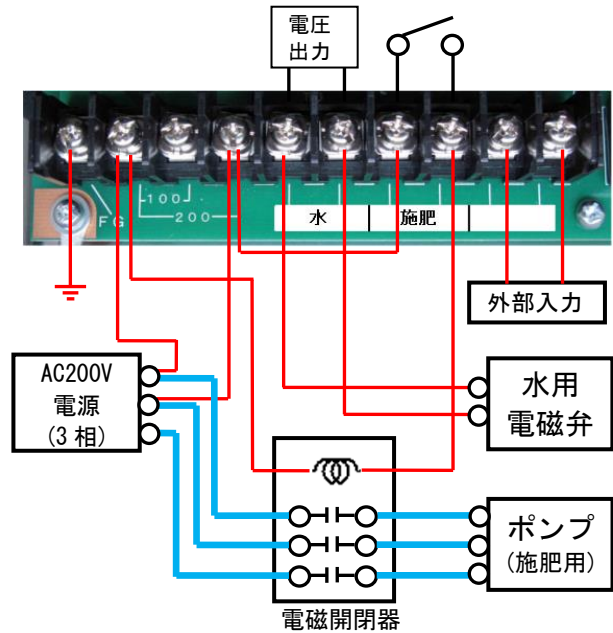 電圧
出力
FG
100
200
水
施肥
外部入力
AC200V
電源
(3相)
水用
電磁弁
ポンプ
(施肥用)
電磁開閉器